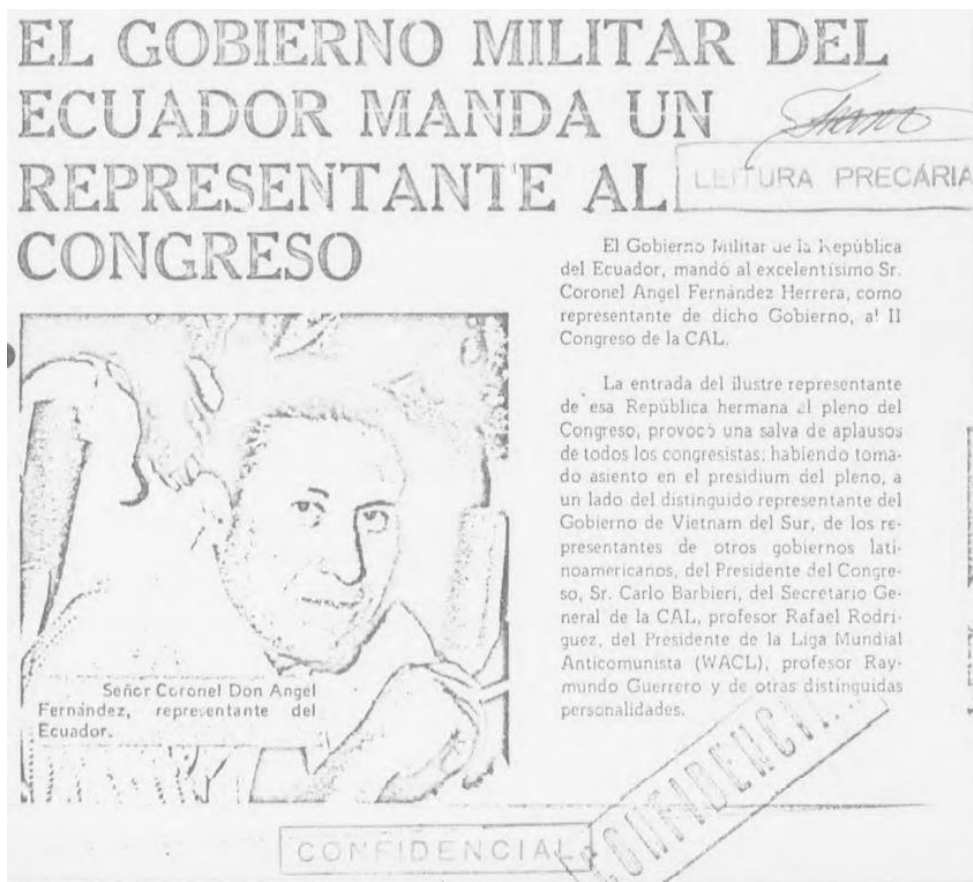 EL GOBIERNO MILITAR DEL
ECUADOR MANDA UN
REPRESENTANTE AL
CONGRESO
LEITURA PRECÁRIA
El Gobierno Militar de la República
del Ecuador, mandó al excelentísimo Sr.
Coronel Angel Fernández Herrera, como
representante de dicho Gobierno, al II
Congreso de la CAL.
La entrada del ilustre representante
de esa República hermana al pleno del
Congreso, provocó una salva de aplausos
de todos los congresistas; habiendo toma-
do asiento en el presidium del pleno, a
un lado del distinguido representante del
Gobierno de Vietnam del Sur, de los re-
presentantes de otros gobiernos lati-
noamericanos, del Presidente del Congre-
so, Sr. Carlo Barbieri, del Secretario Ge-
neral de la CAL, profesor Rafael Rodrí-
guez, del Presidente de la Liga Mundial
Anticomunista (WACL), profesor Ray-
mundo Guerrero y de otras distinguidas
personalidades.
Señor Coronel Don Angel
Fernández, representante del
Ecuador.
CONFIDENCIAL
CONFIDENCIAL